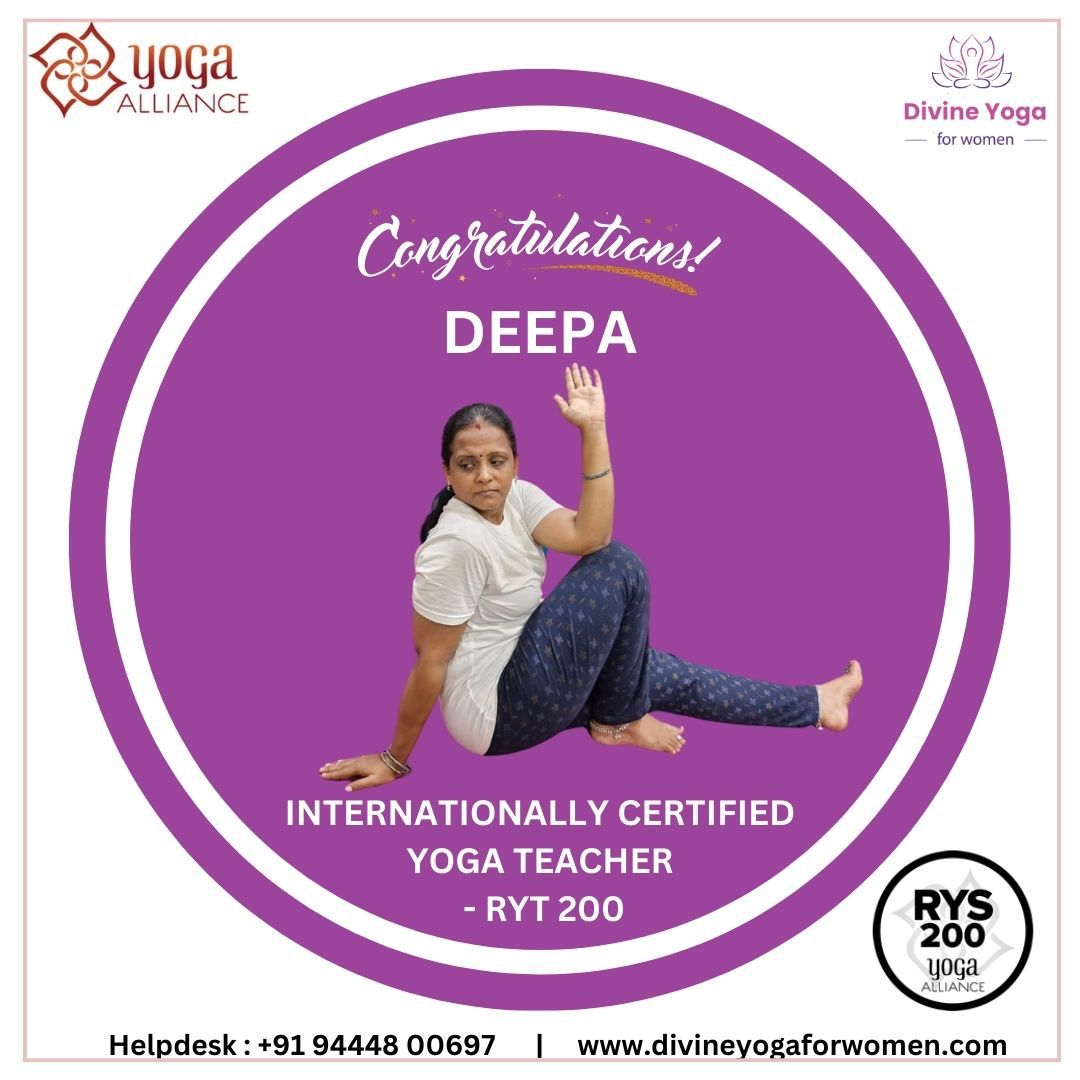 yoga
ALLIANCE
Divine Yoga
for women
Congratulations!
DEEPA
INTERNATIONALLY CERTIFIED
YOGA TEACHER
- RYT 200
RYS
200
yoga
ALLIANCE
Helpdesk : +91 94448 00697 | www.divineyogaforwomen.com